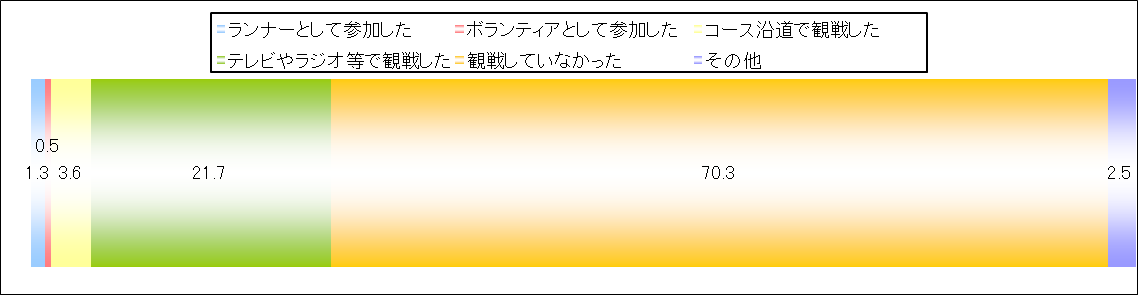 ランナーとして参加した ボランティアとして参加した コース沿道で観戦した
テレビやラジオ等で観戦した 観戦していなかった その他
0.5
1.3 3.6 21.7 70.3 2.5